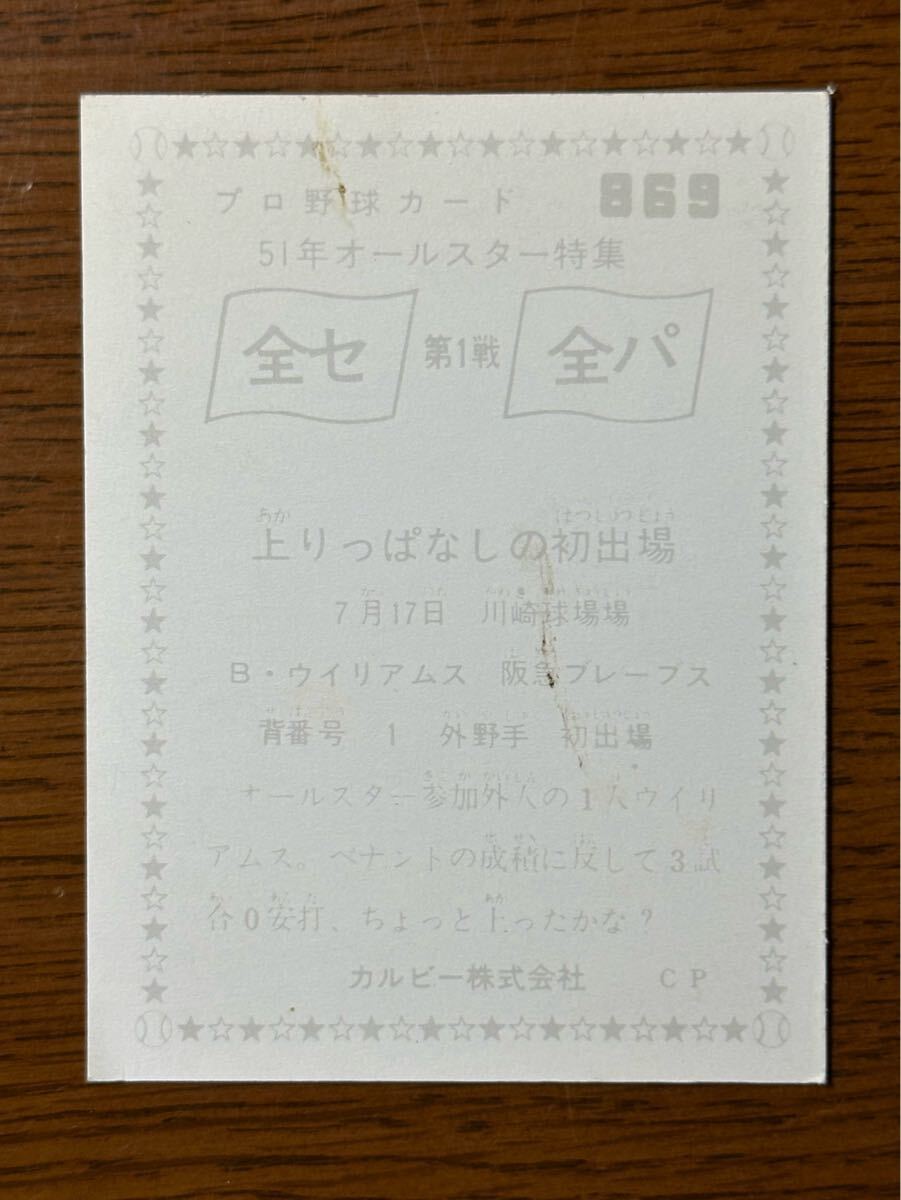 プロ野球カード 869
51年オールスター特集
全セ 第1戦 全パ
上りっぱなしの初出場
7月17日 川崎球場場
B・ウイリアムス 阪急ブレーブス
背番号 1 外野手 初出場
オールスター参加外人の1人ウイリ
アムス。ペナントの成積に反して3試
合0安打、ちょっと上ったかな？
カルビー株式会社 CP